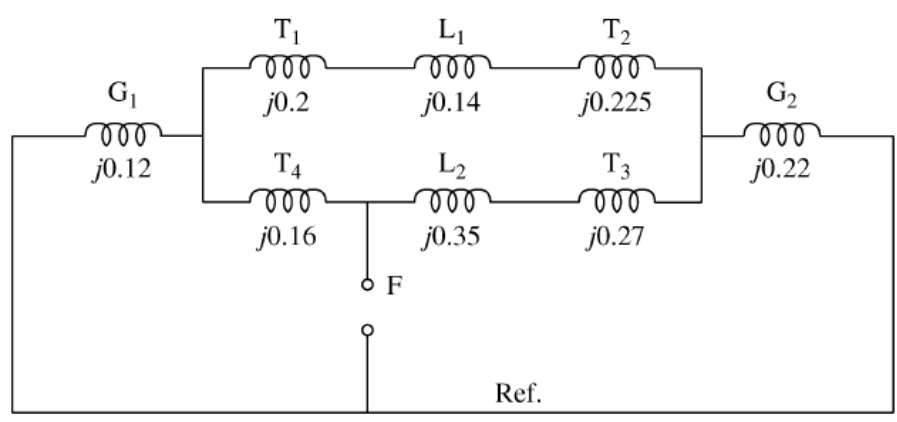 T₁ L₁ T₂
G₁ G₂
j0.2 j0.14 j0.225
j0.12 T₄ L₂ T₃ j0.22
j0.16 j0.35 j0.27
F
Ref.